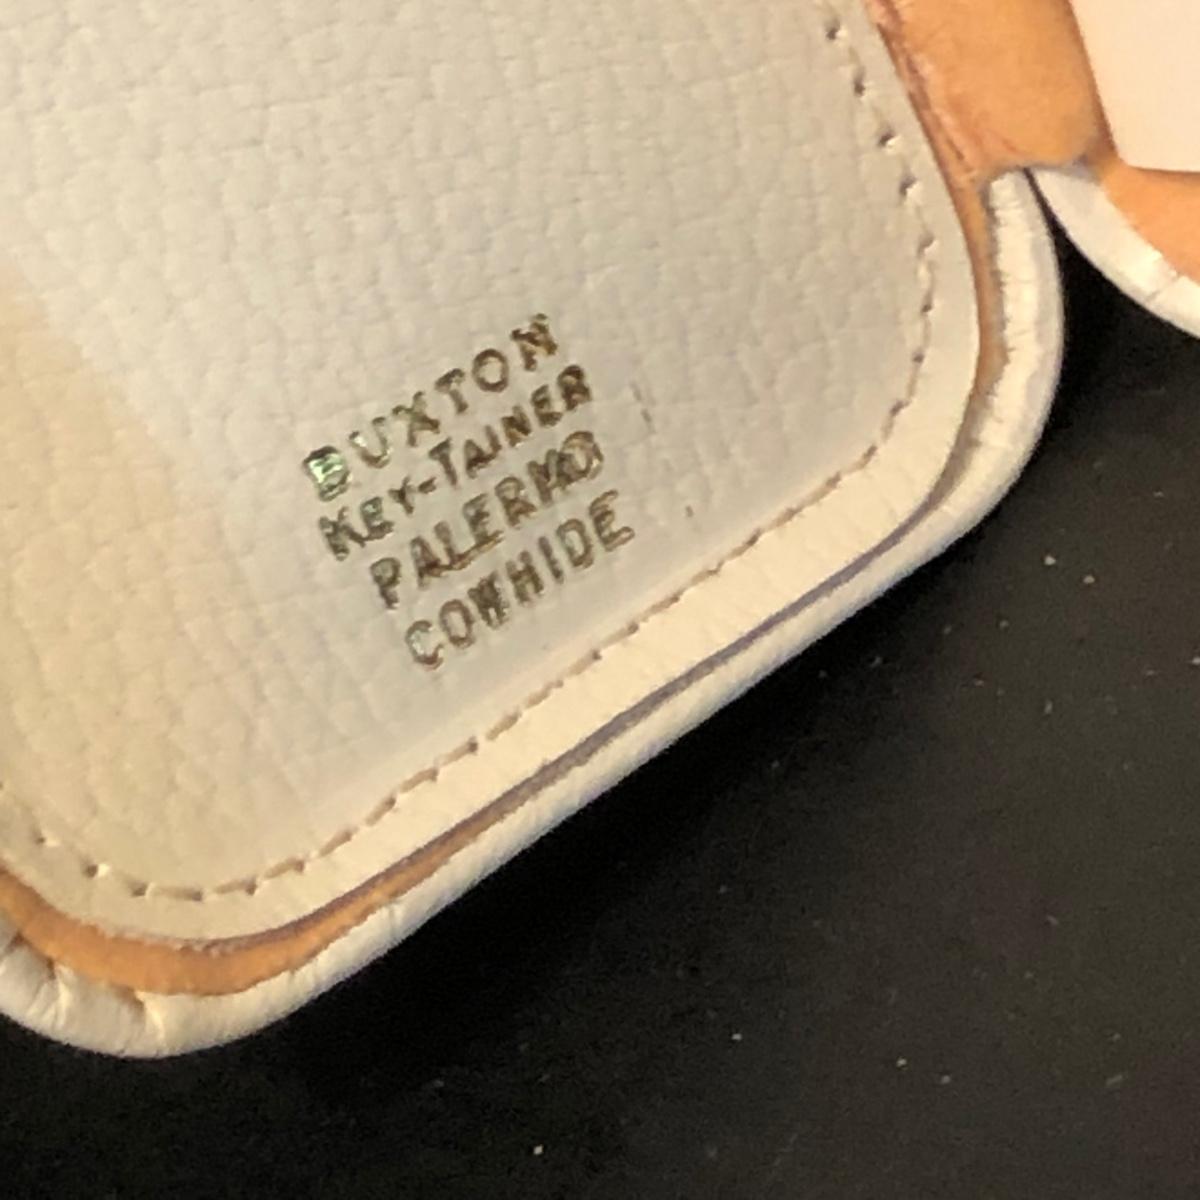 BUXTON
KEY-TAINER
PALERMO
COWHIDE